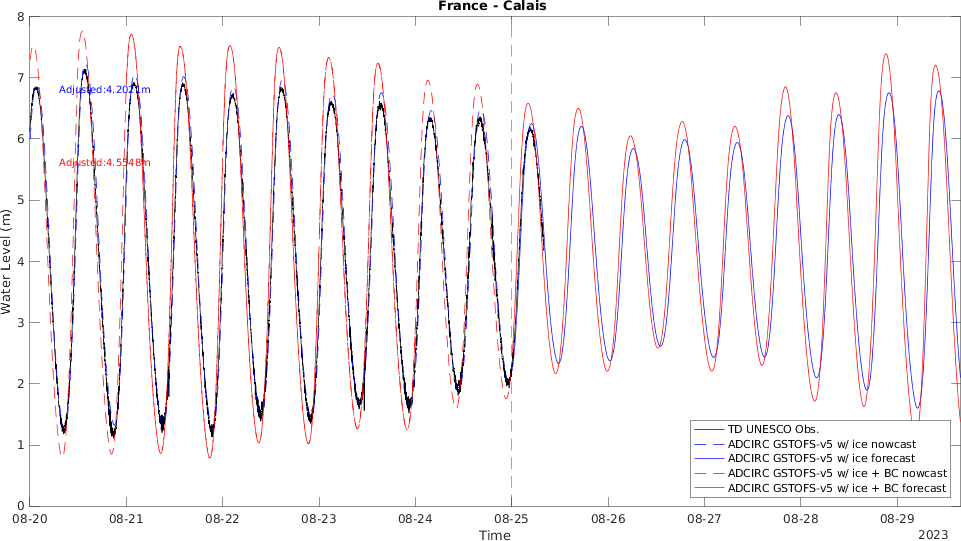 France - Calais
8
7
6
5
4
3
2
1
0
Water Level (m)
Adjusted:4.2021m
Adjusted:4.5548m
TD UNESCO Obs.
ADCIRC GSTOFS-v5 w/ ice nowcast
ADCIRC GSTOFS-v5 w/ ice forecast
ADCIRC GSTOFS-v5 w/ ice + BC nowcast
ADCIRC GSTOFS-v5 w/ ice + BC forecast
08-20 08-21 08-22 08-23 08-24 08-25 08-26 08-27 08-28 08-29
Time
2023